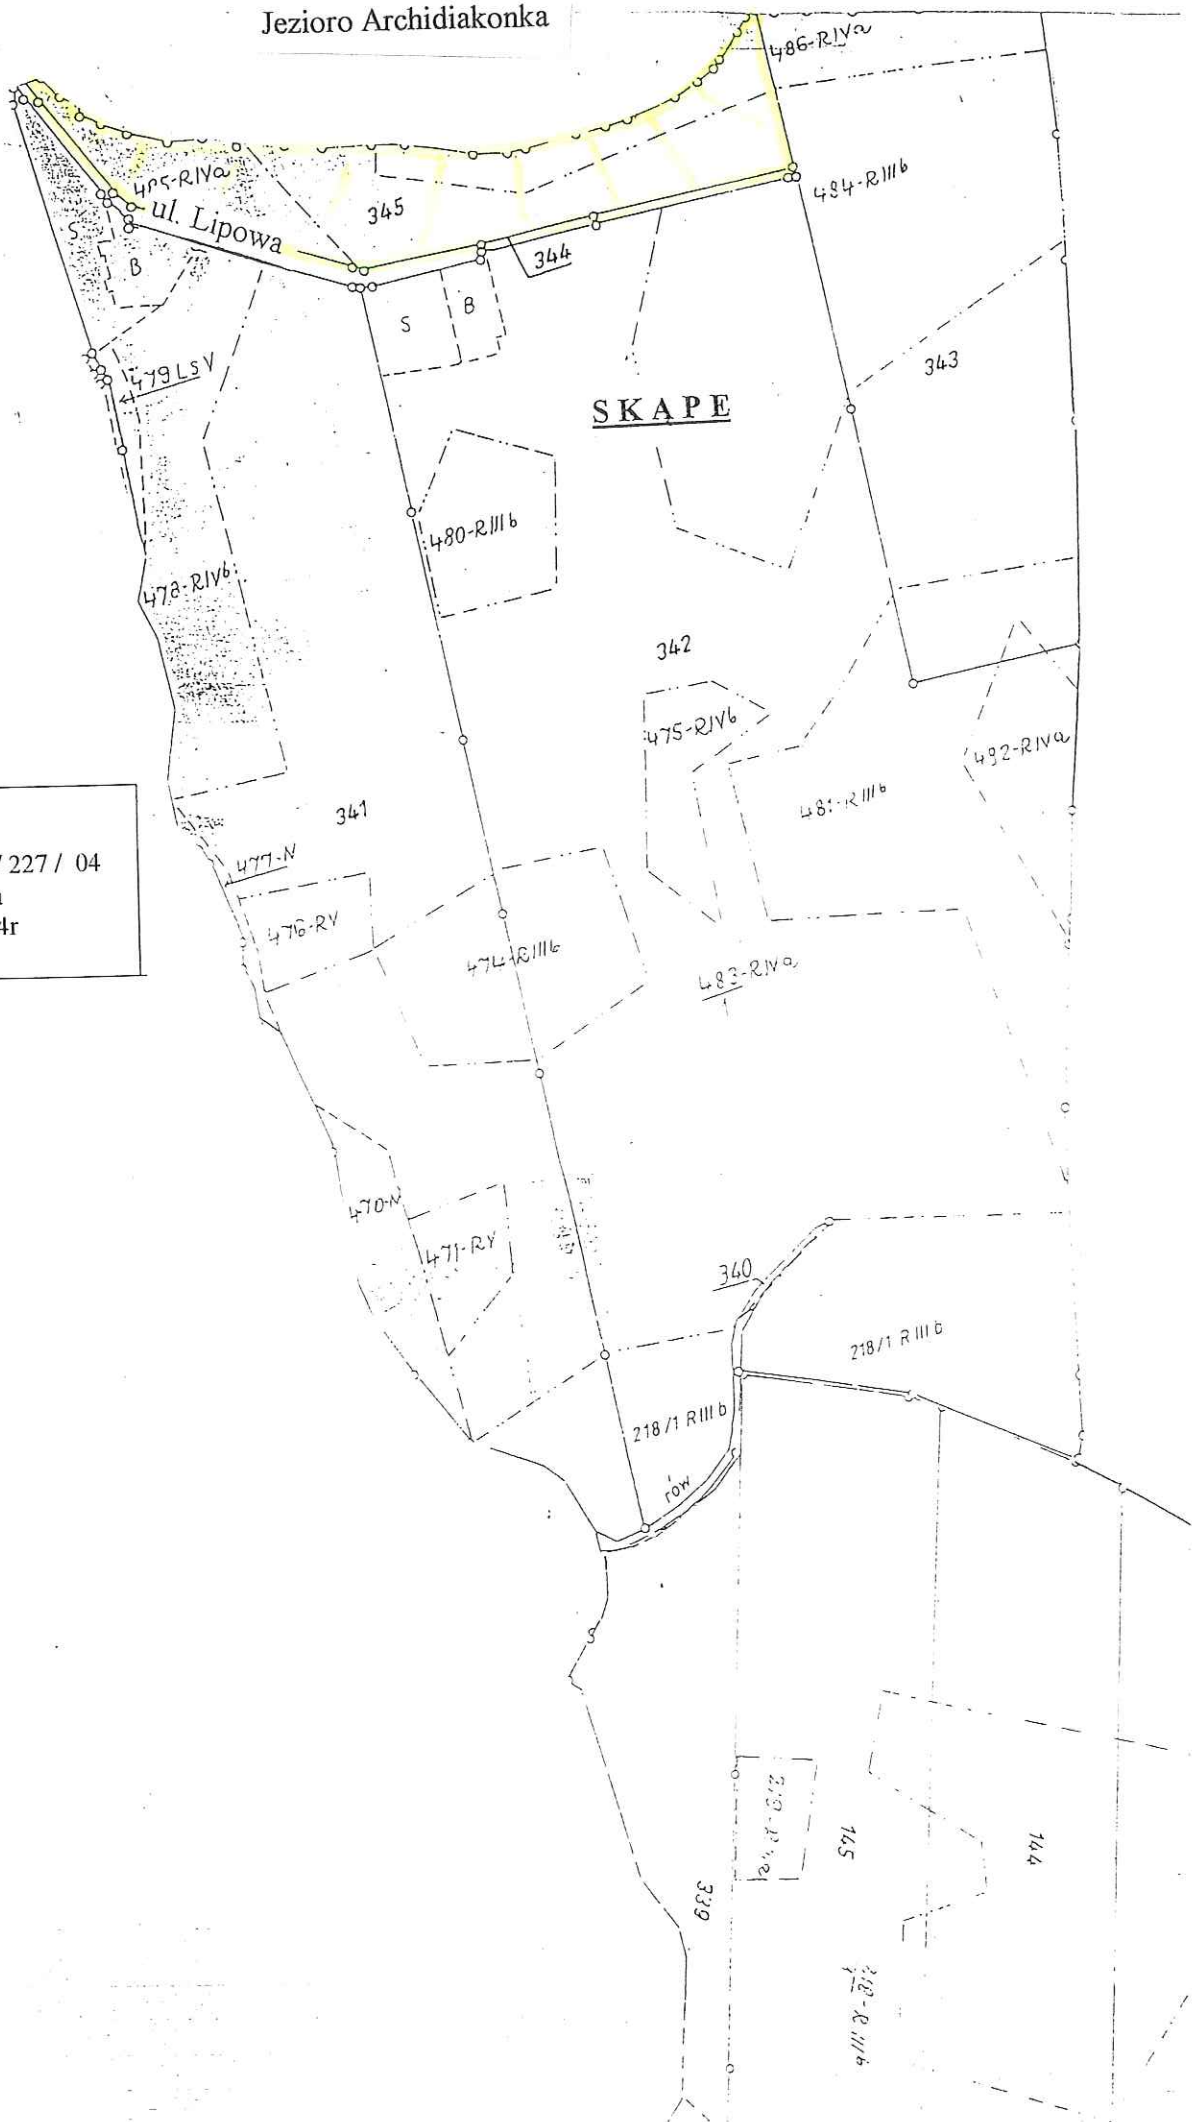 Jezioro Archidiakonka
486-RIVa
485-RIVa
ul. Lipowa
345
484-RIIIb
344
S
B
S
B
479 LsV
343
SKAPE
480-RIIIb
478-RIVb
342
475-RIVb
492-RIVa
481-RIIIb
341
/ 227 / 04
4r
477-N
476-RV
474-RIIIb
483-RIVa
470-N
471-RV
340
218/1 RIIIb
218/1 RIIIb
rów
145
144
339